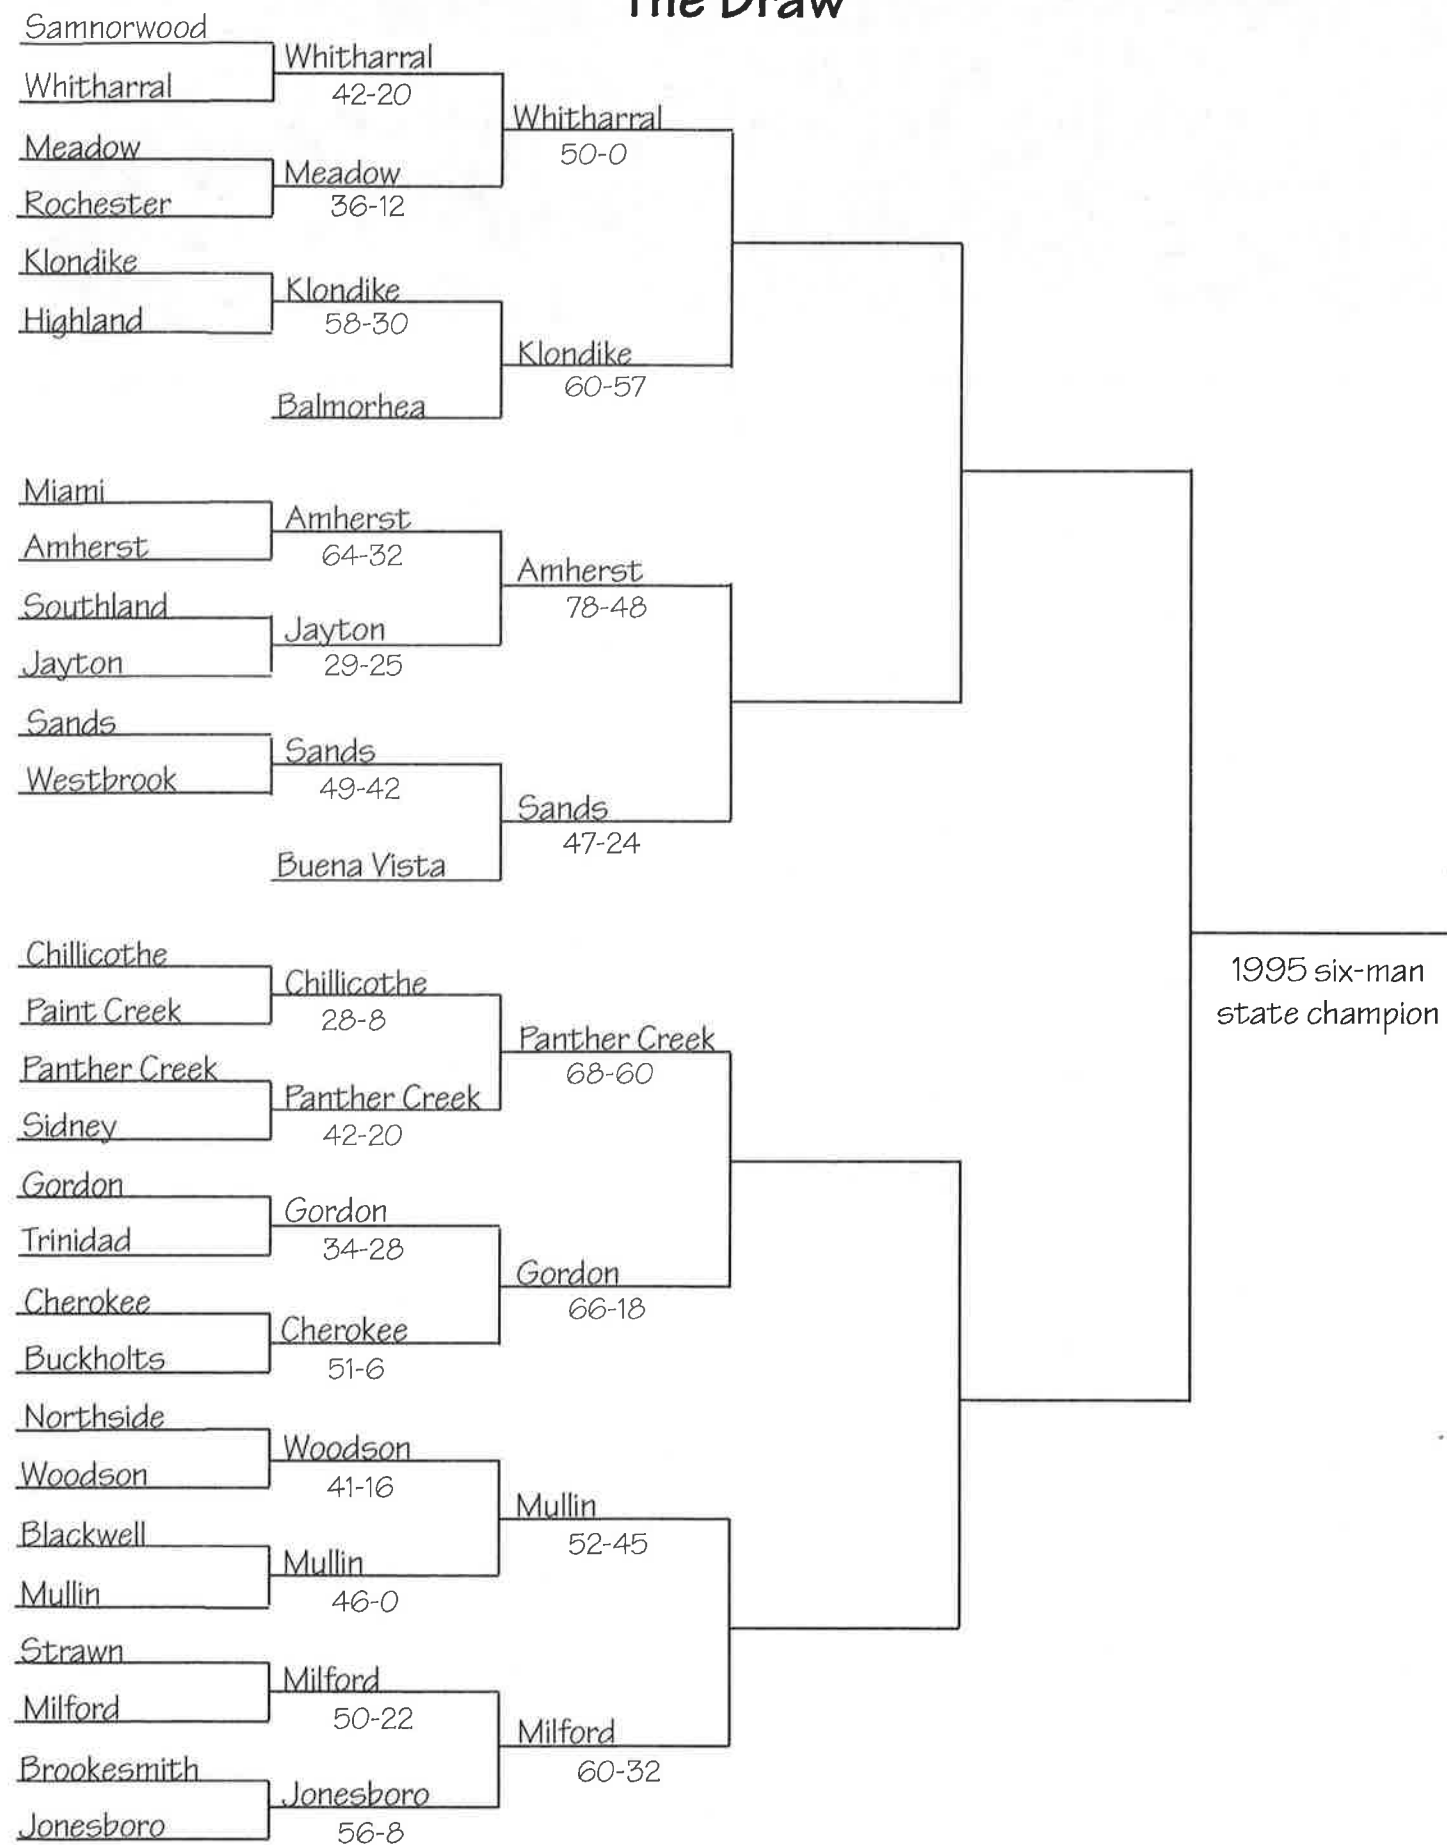 The Draw
Samnorwood
Whitharral
Whitharral
42-20
Whitharral
50-0
Meadow
Meadow
36-12
Rochester
Klondike
Klondike
58-30
Highland
Klondike
60-57
Balmorhea
Miami
Amherst
64-32
Amherst
Amherst
78-48
Southland
Jayton
29-25
Jayton
Sands
Sands
49-42
Westbrook
Sands
47-24
Buena Vista
Chillicothe
Chillicothe
28-8
Paint Creek
Panther Creek
68-60
Panther Creek
Panther Creek
42-20
Sidney
Gordon
Gordon
34-28
Trinidad
Gordon
66-18
Cherokee
Cherokee
51-6
Buckholts
Northside
Woodson
41-16
Woodson
Mullin
52-45
Blackwell
Mullin
46-0
Mullin
Strawn
Milford
50-22
Milford
Milford
60-32
Brookesmith
Jonesboro
56-8
Jonesboro
1995 six-man
state champion